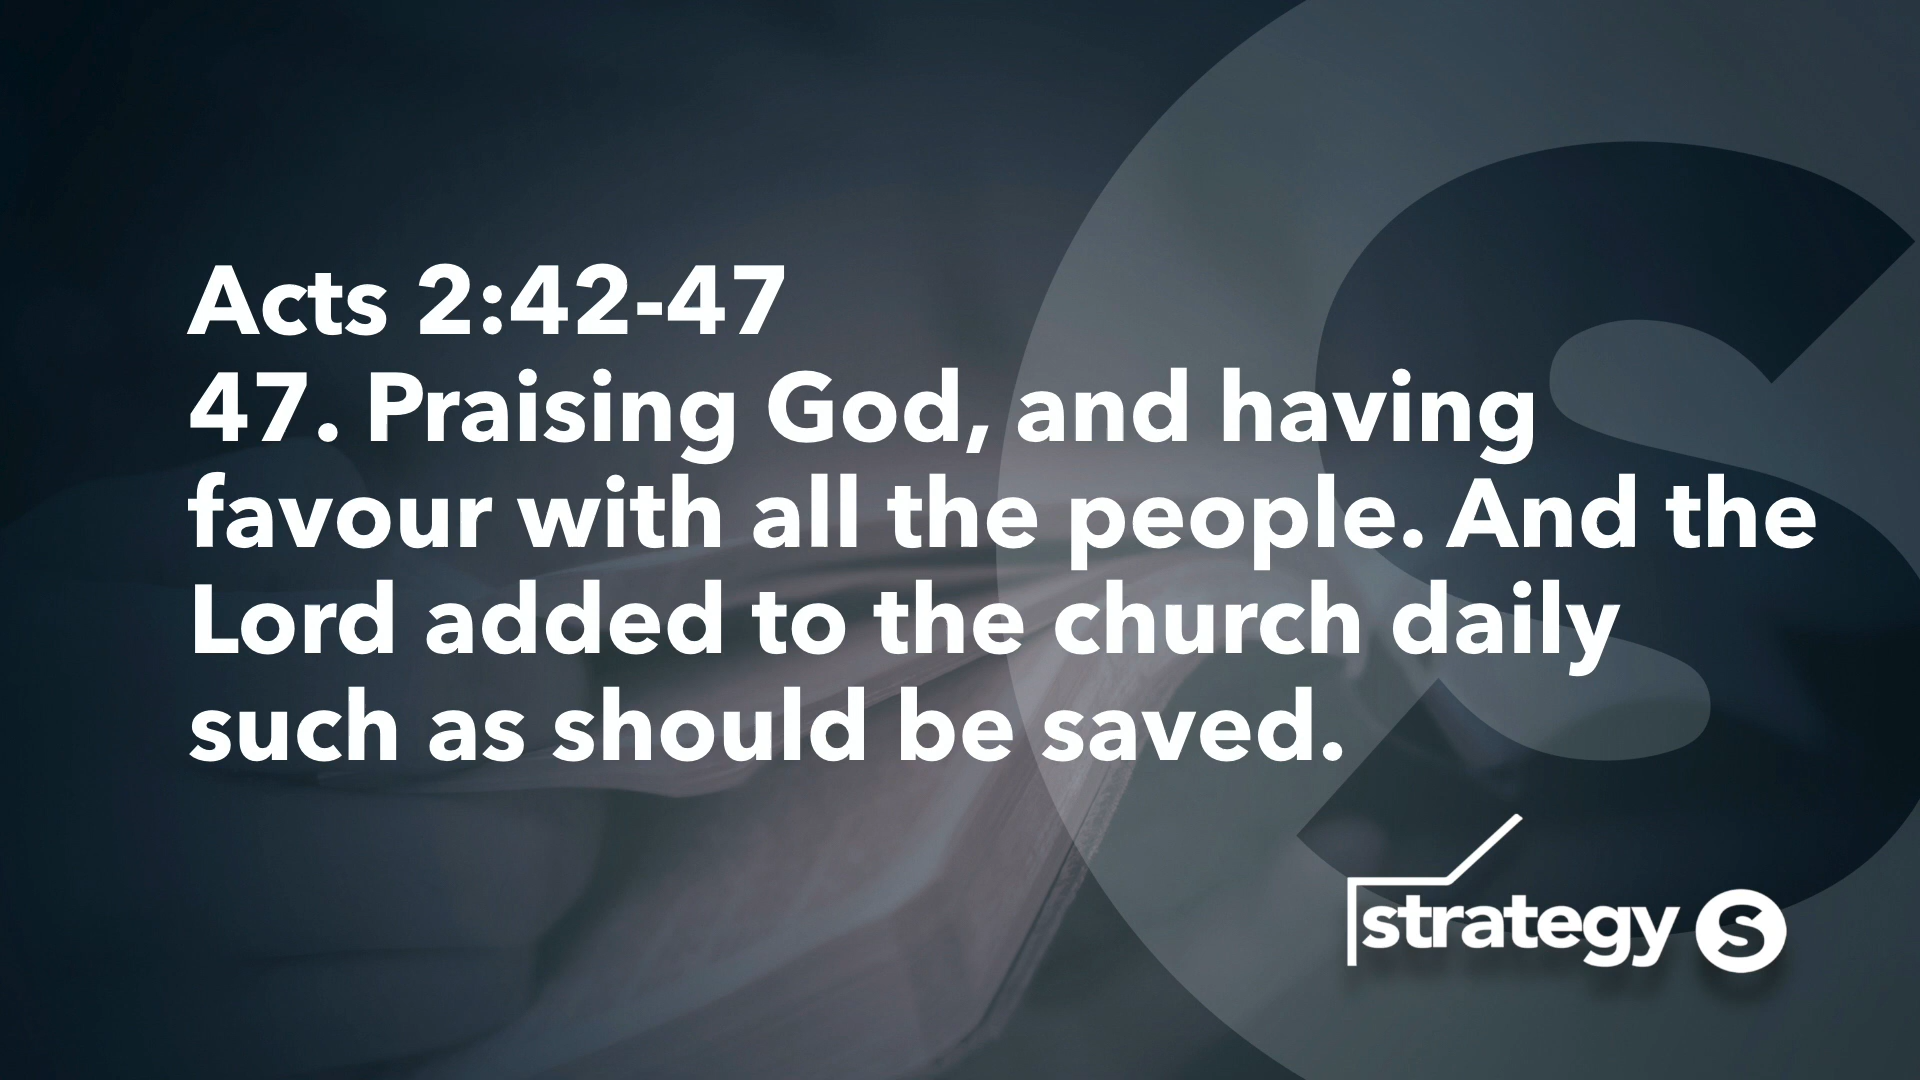 Acts 2:42-47
47. Praising God, and having
favour with all the people. And the
Lord added to the church daily
such as should be saved.
strategy S